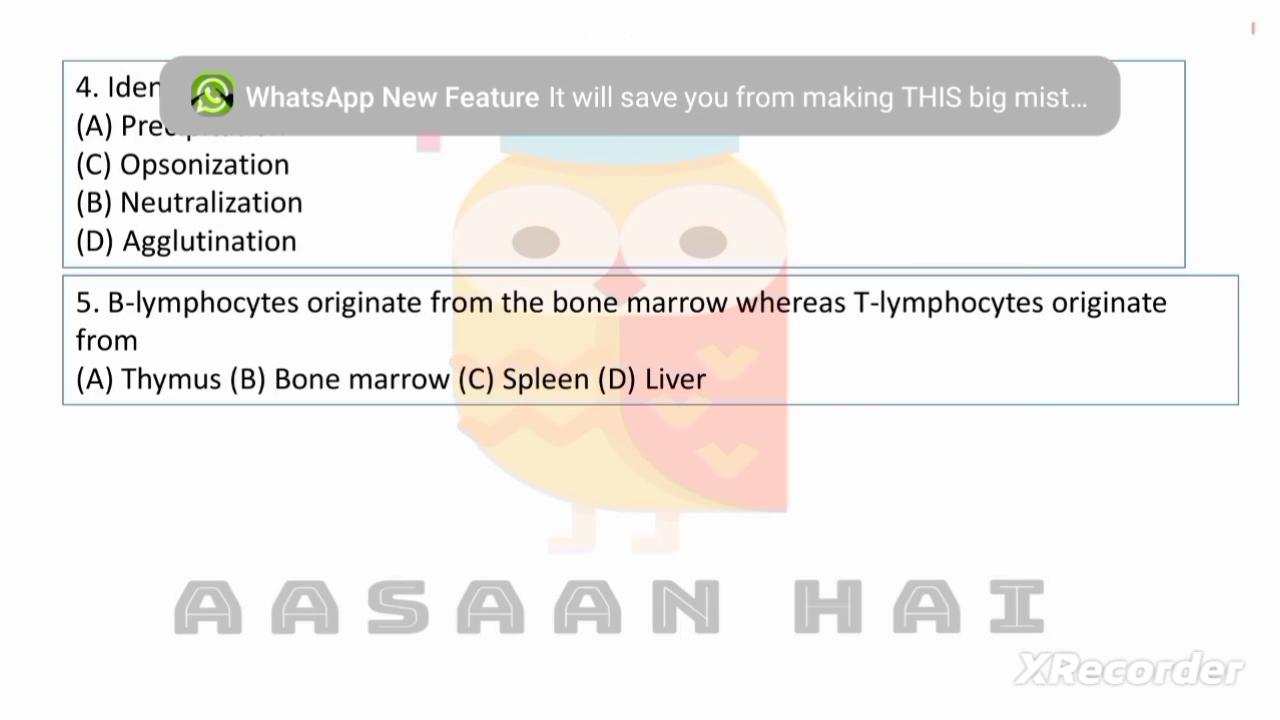 4. Iden
WhatsApp New Feature It will save you from making THIS big mist...
(A)
(C) Opsonization
(B) Neutralization
(D) Agglutination
5. B-lymphocytes originate from the bone marrow whereas T-lymphocytes originate
from
(A) Thymus (B) Bone marrow (C) Spleen (D) Liver
AASAAN HAI
XRecorder